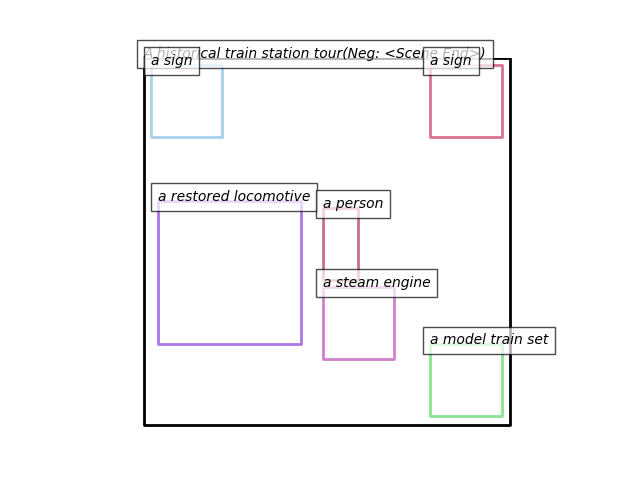 A historical train station tour(Neg: <Scene End>)
a sign
a sign
a restored locomotive
a person
a steam engine
a model train set